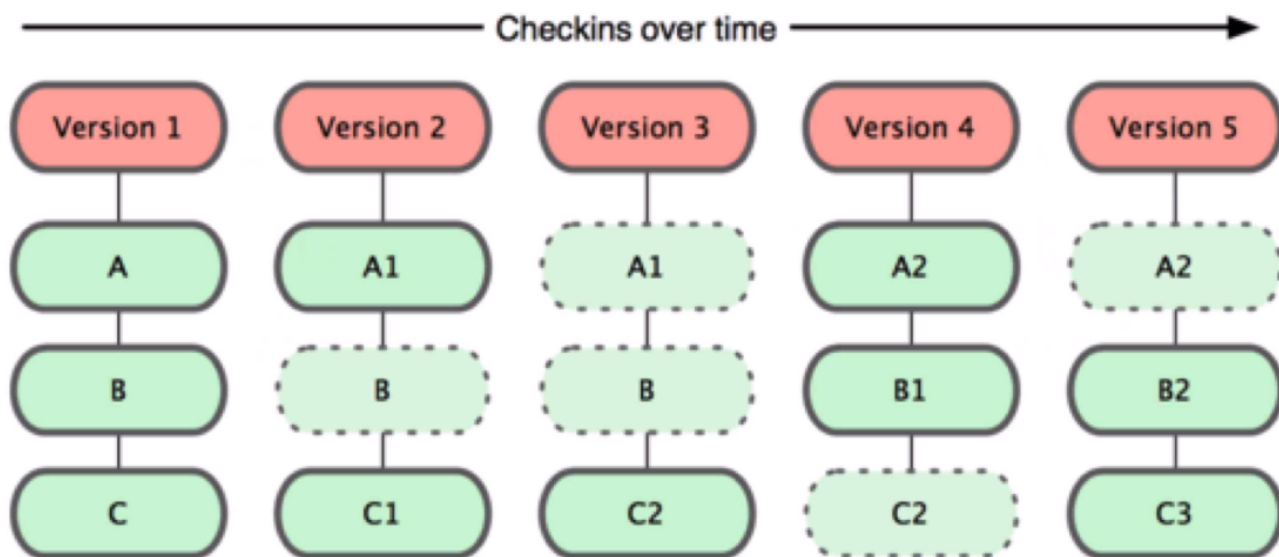 Checkins over time
Version 1 Version 2 Version 3 Version 4 Version 5
A A1 A1 A2 A2
B B B B1 B2
C C1 C2 C2 C3